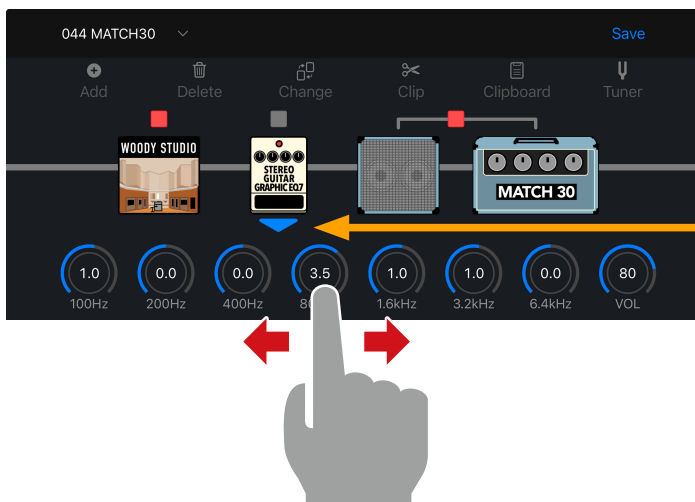 044 MATCH30
Save
Add
Delete
Change
Clip
Clipboard
Tuner
WOODY STUDIO
STEREO
GUITAR
GRAPHIC EQ7
MATCH 30
1.0
0.0
0.0
3.5
1.0
1.0
0.0
80
100Hz
200Hz
400Hz
1.6kHz
3.2kHz
6.4kHz
VOL